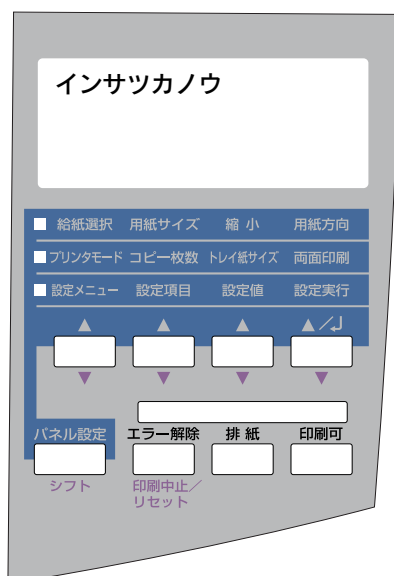 インサツカノウ
給紙選択 用紙サイズ 縮 小 用紙方向
プリンタモード コピー枚数 トレイ紙サイズ 両面印刷
設定メニュー 設定項目 設定値 設定実行
▲ ▲ ▲ ▲／↲
▼ ▼ ▼ ▼
パネル設定 エラー解除 排 紙 印刷可
シフト 印刷中止／
リセット